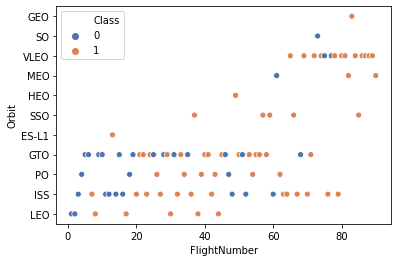 Class
0
1
GEO
SO
VLEO
MEO
HEO
SSO
ES-L1
GTO
PO
ISS
LEO
Orbit
0 20 40 60 80
FlightNumber